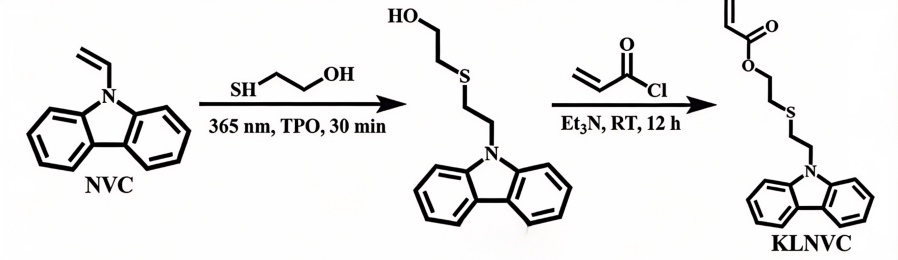 N
NVC
SH
OH
365 nm, TPO, 30 min
HO
S
N
O
Cl
Et₃N, RT, 12 h
O
O
S
N
KLNVC